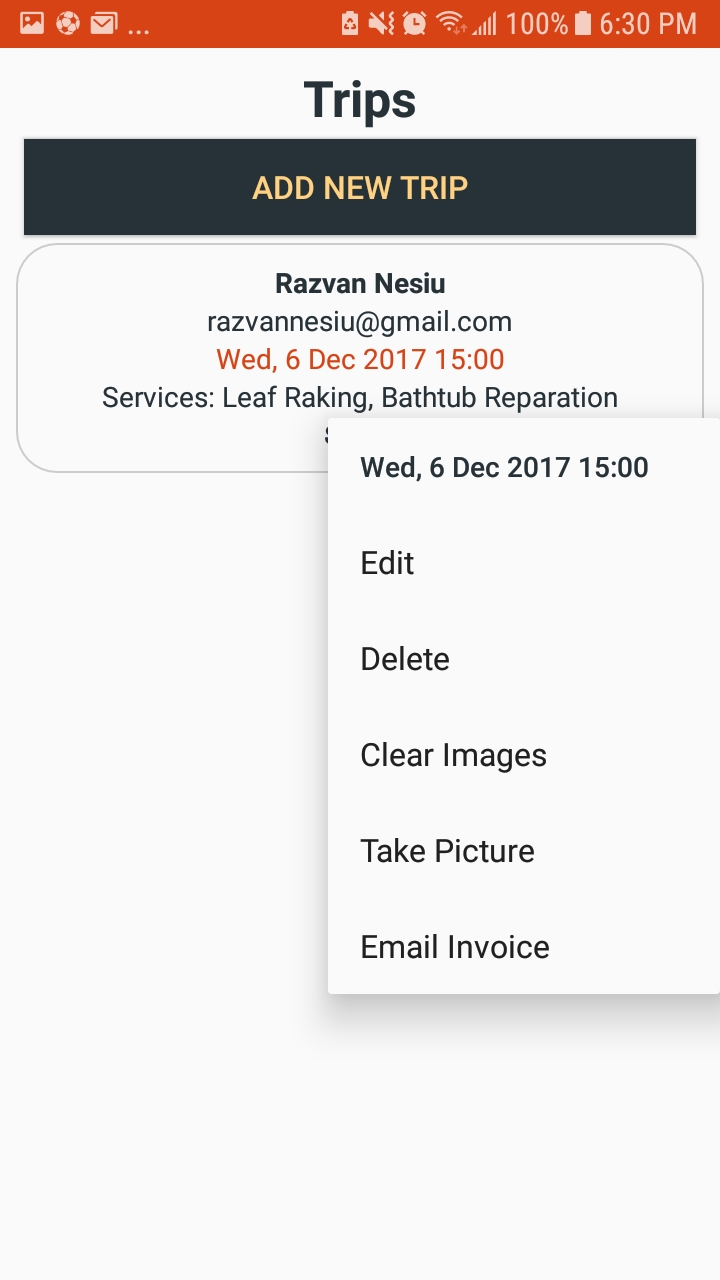 ... 100% 6:30 PM
Trips
ADD NEW TRIP
Razvan Nesiu
razvannesiu@gmail.com
Wed, 6 Dec 2017 15:00
Services: Leaf Raking, Bathtub Reparation
Wed, 6 Dec 2017 15:00
Edit
Delete
Clear Images
Take Picture
Email Invoice